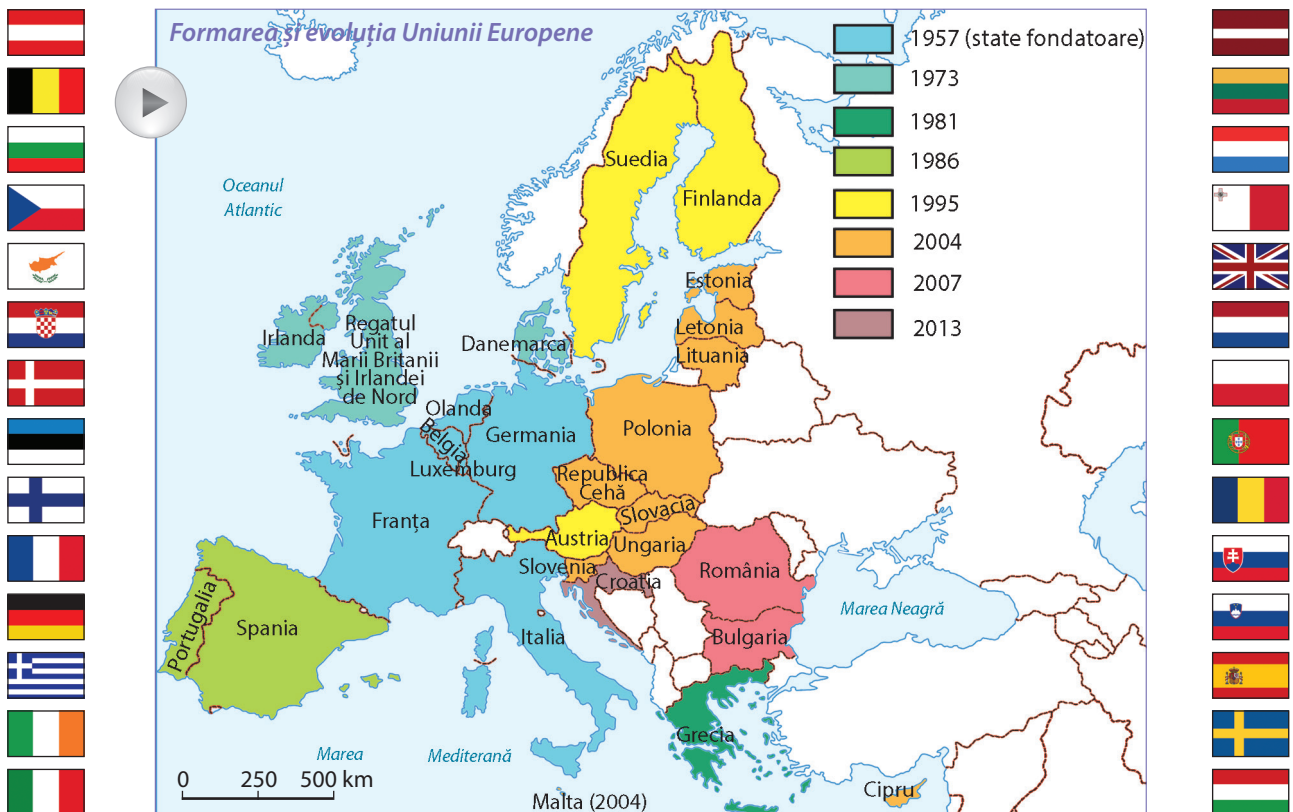 Formarea și evoluția Uniunii Europene
1957 (state fondatoare)
1973
1981
1986
1995
2004
2007
2013
Oceanul
Atlantic
Suedia
Finlanda
Estonia
Letonia
Lituania
Irlanda
Regatul
Unit al
Marii Britanii
și Irlandei
de Nord
Danemarca
Olanda
Belgia
Luxemburg
Germania
Polonia
Republica
Cehă
Slovacia
Franța
Austria
Ungaria
Slovenia
Croatia
România
Marea Neagră
Portugalia
Spania
Italia
Bulgaria
Grecia
Marea
Mediterană
0 250 500 km
Malta (2004)
Cipru